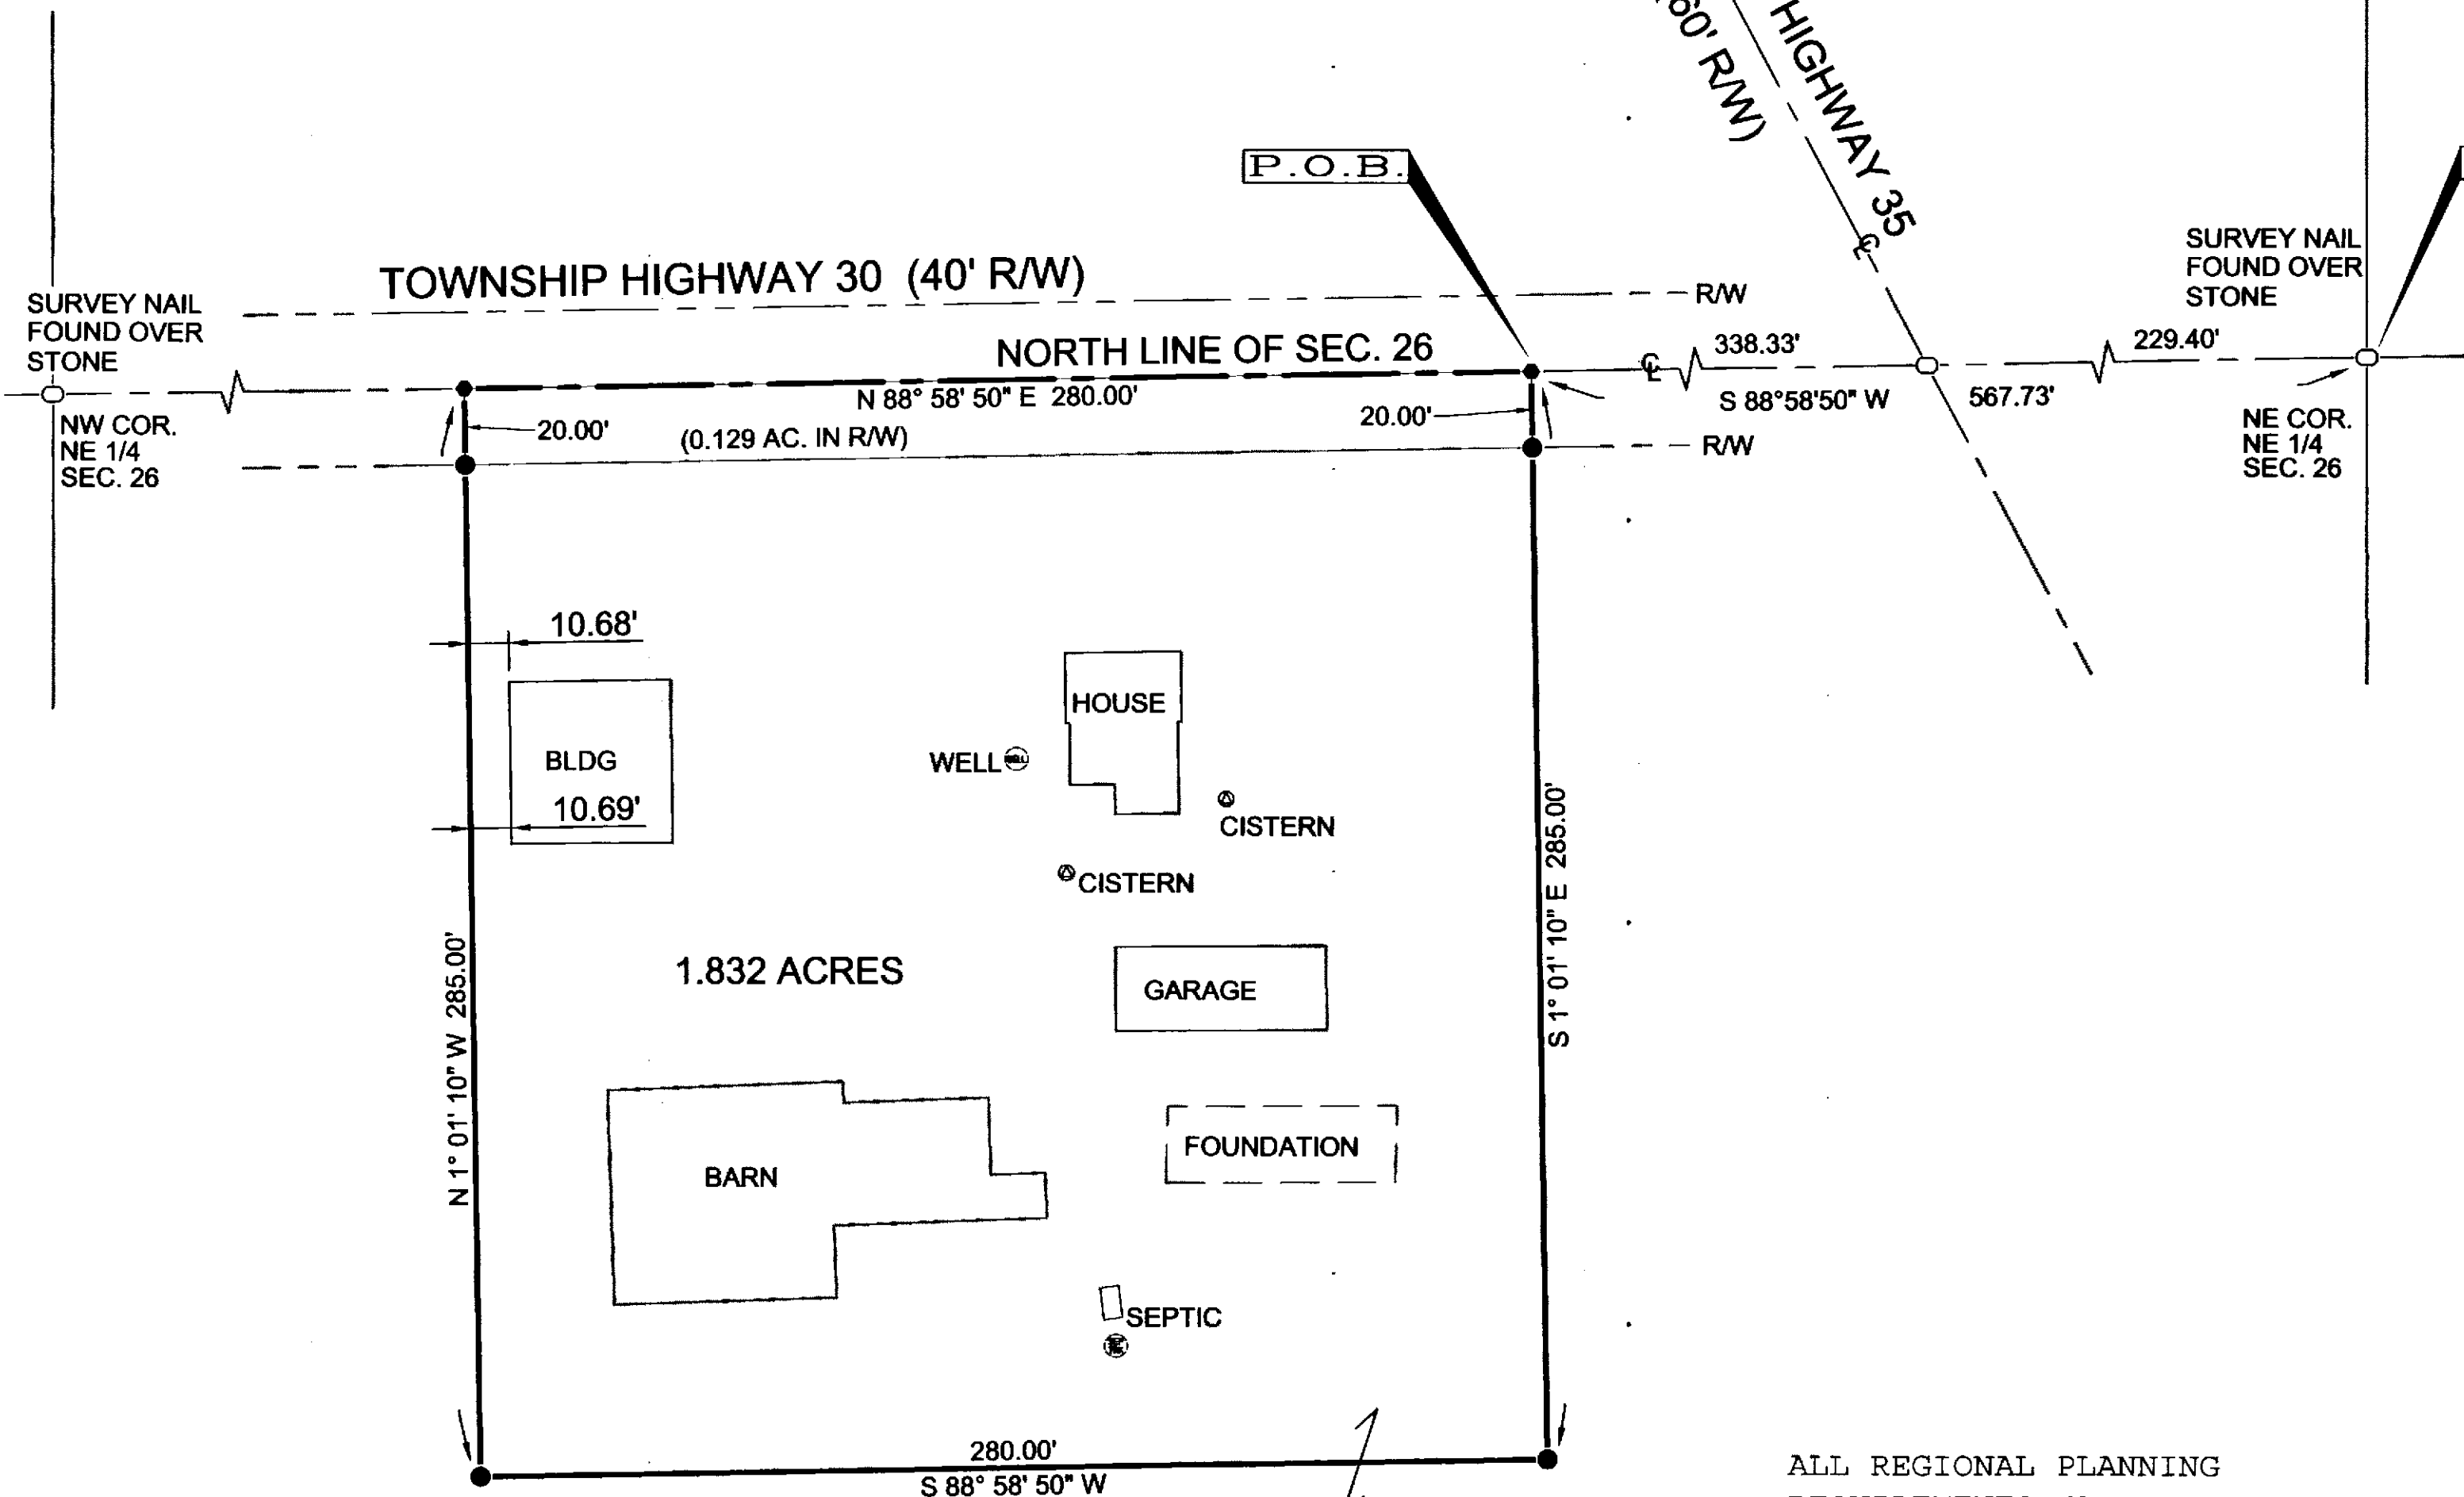 60' R/W)
HIGHWAY 35
P.O.B.
SURVEY NAIL
FOUND OVER
STONE
TOWNSHIP HIGHWAY 30 (40' R/W)
R/W
SURVEY NAIL
FOUND OVER
STONE
NORTH LINE OF SEC. 26
℄
338.33'
229.40'
N 88° 58' 50" E 280.00'
S 88°58'50" W
567.73'
NW COR.
NE 1/4
SEC. 26
20.00'
(0.129 AC. IN R/W)
20.00'
R/W
NE COR.
NE 1/4
SEC. 26
℄
10.68'
HOUSE
BLDG
WELL
10.69'
CISTERN
CISTERN
S 1° 01' 10" E 285.00'
N 1° 01' 10" W 285.00'
1.832 ACRES
GARAGE
FOUNDATION
BARN
SEPTIC
280.00'
S 88° 58' 50" W
ALL REGIONAL PLANNING